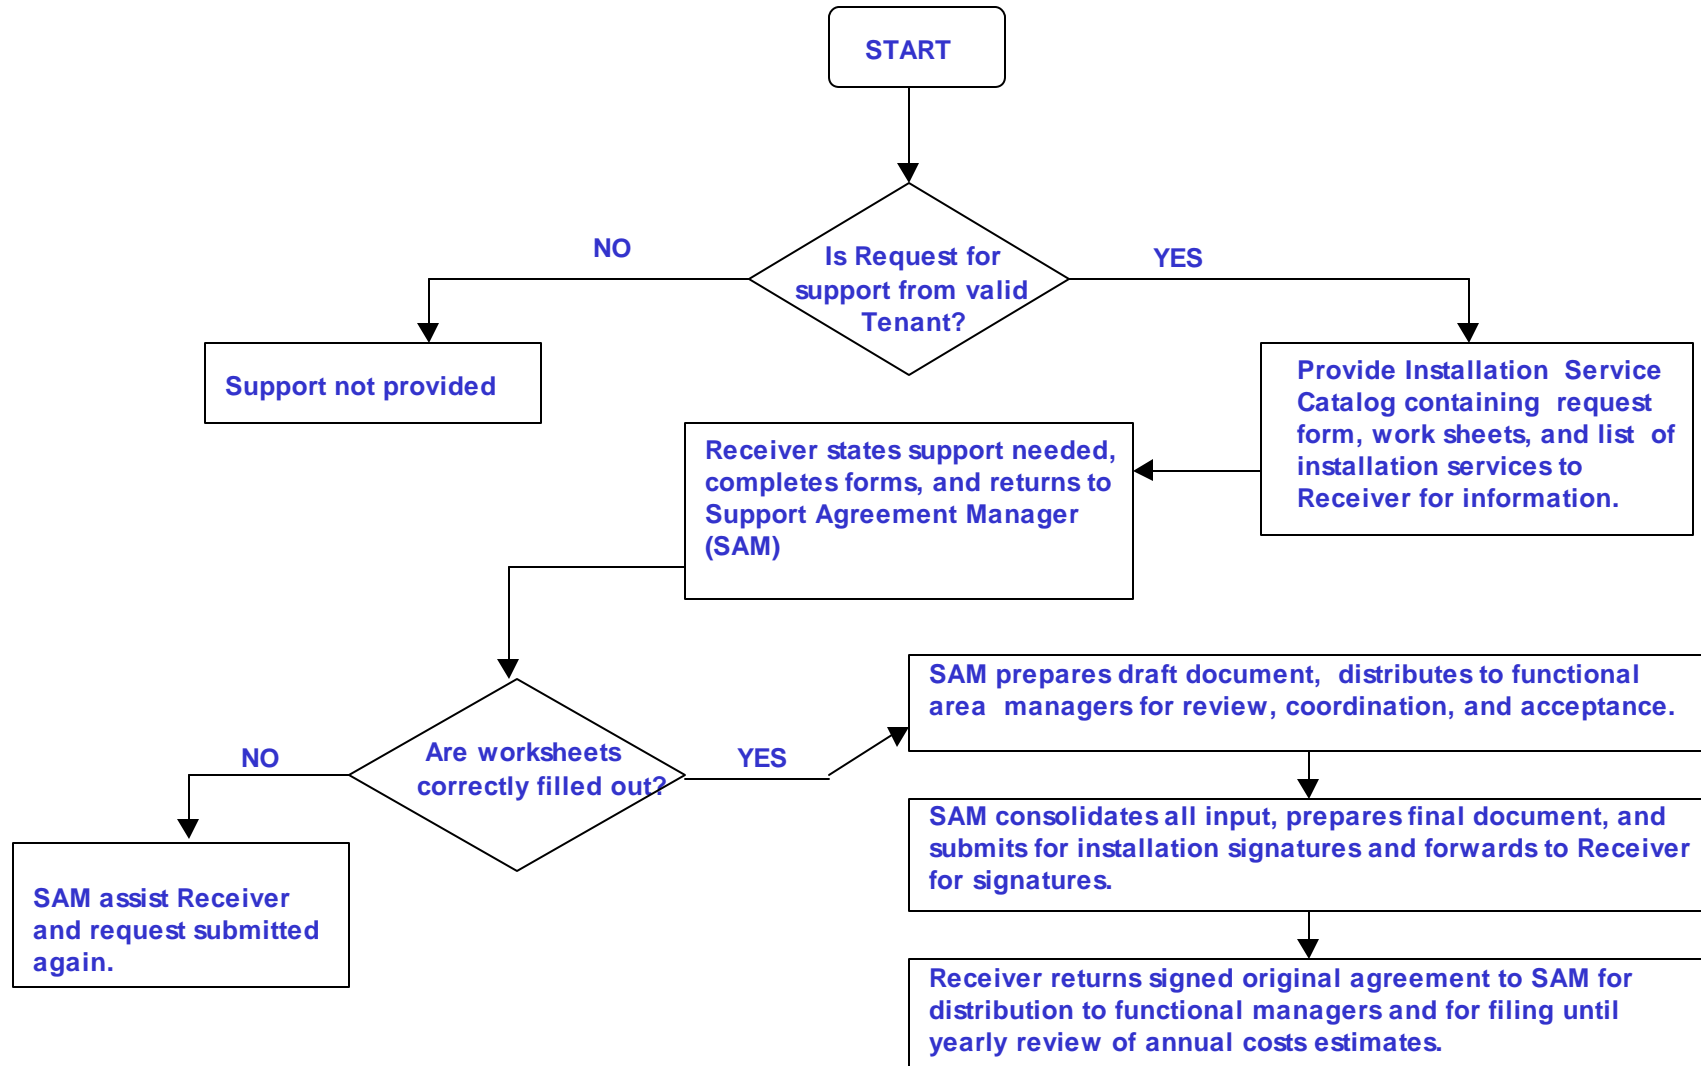 START
NO
YES
Is Request for
support from valid
Tenant?
Support not provided
Provide Installation Service
Catalog containing request
form, work sheets, and list of
installation services to
Receiver for information.
Receiver states support needed,
completes forms, and returns to
Support Agreement Manager
(SAM)
NO
YES
Are worksheets
correctly filled out?
SAM assist Receiver
and request submitted
again.
SAM prepares draft document, distributes to functional
area managers for review, coordination, and acceptance.
SAM consolidates all input, prepares final document, and
submits for installation signatures and forwards to Receiver
for signatures.
Receiver returns signed original agreement to SAM for
distribution to functional managers and for filing until
yearly review of annual costs estimates.